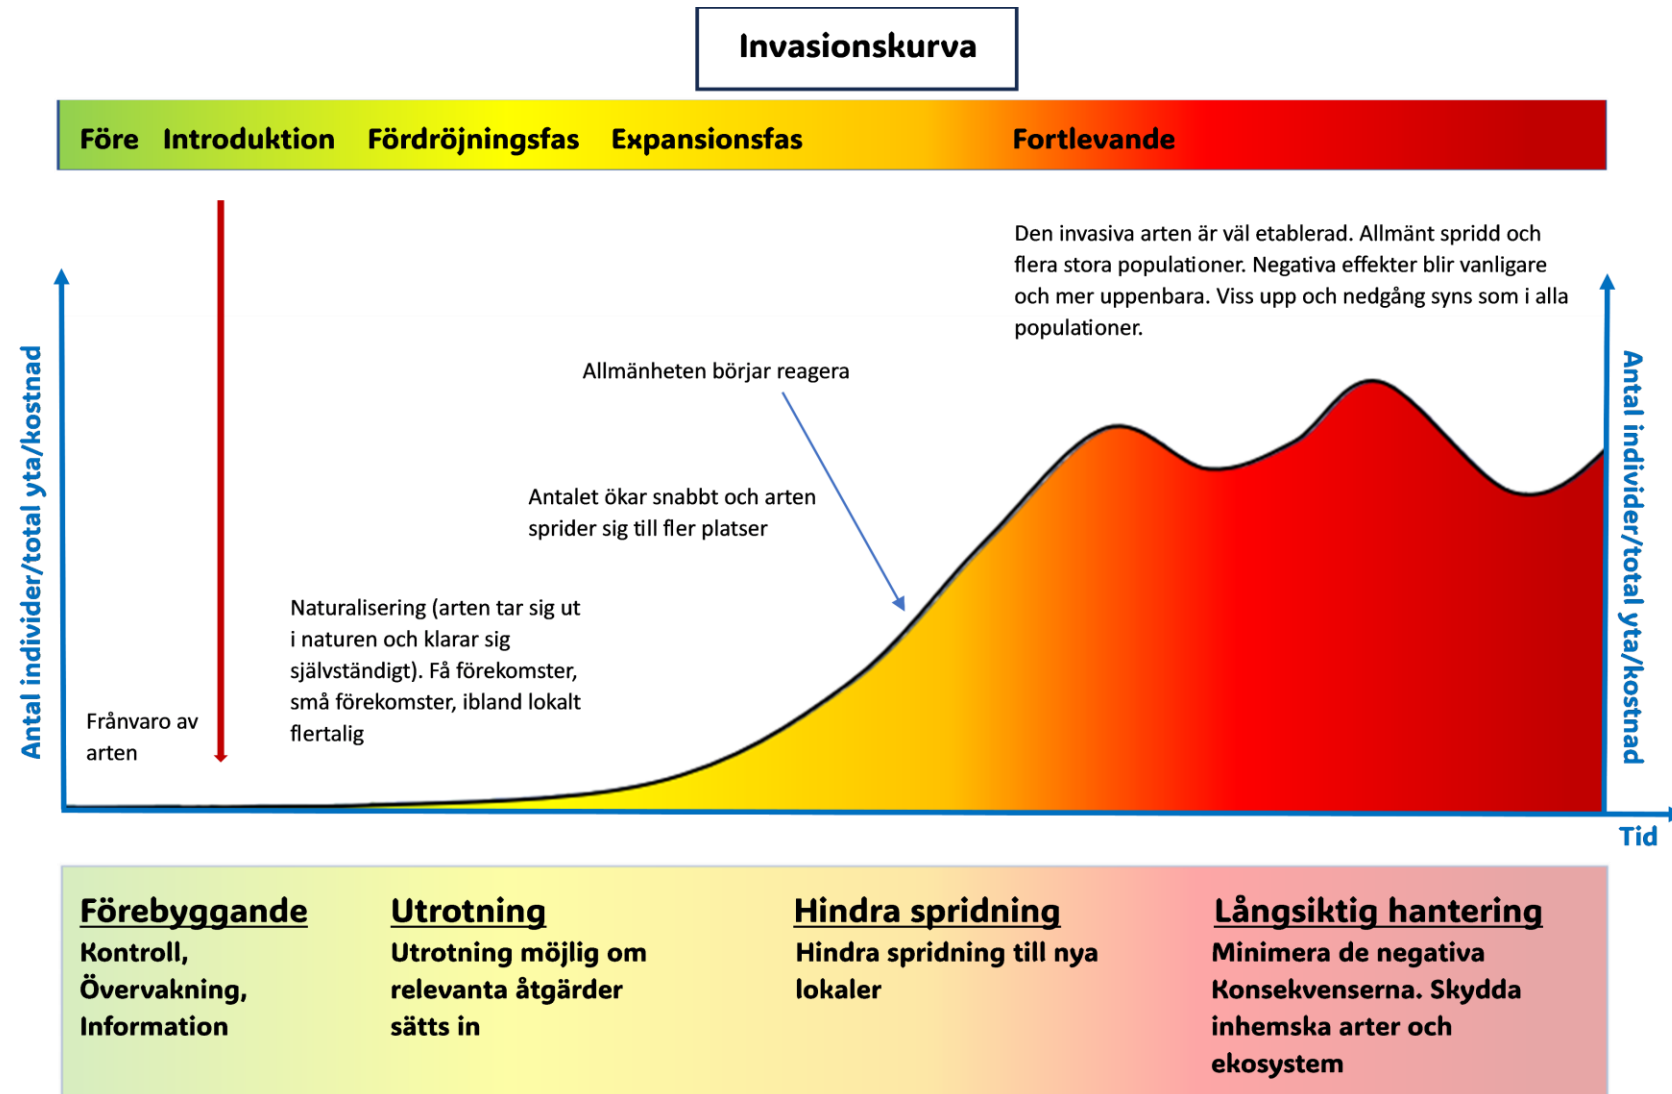 Invasionskurva
Före Introduktion Fördröjningsfas Expansionsfas Fortlevande
Den invasiva arten är väl etablerad. Allmänt spridd och
flera stora populationer. Negativa effekter blir vanligare
och mer uppenbara. Viss upp och nedgång syns som i alla
populationer.
Allmänheten börjar reagera
Antalet ökar snabbt och arten
sprider sig till fler platser
Naturalisering (arten tar sig ut
i naturen och klarar sig
självständigt). Få förekomster,
små förekomster, ibland lokalt
flertalig
Frånvaro av
arten
Antal individer/total yta/kostnad
Antal individer/total yta/kostnad
Tid
Förebyggande
Kontroll,
Övervakning,
Information
Utrotning
Utrotning möjlig om
relevanta åtgärder
sätts in
Hindra spridning
Hindra spridning till nya
lokaler
Långsiktig hantering
Minimera de negativa
Konsekvenserna. Skydda
inhemska arter och
ekosystem